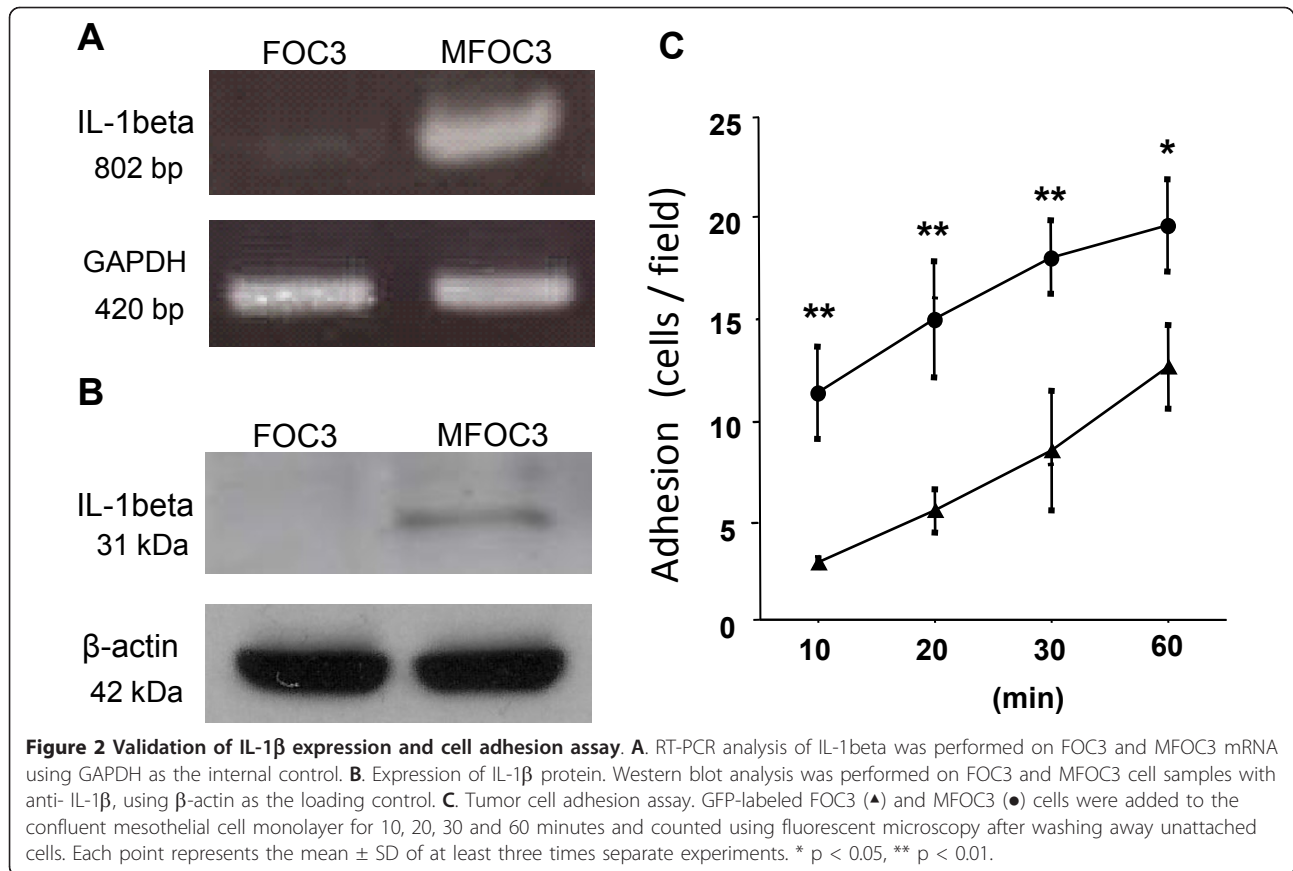 A
FOC3 MFOC3
IL-1beta
802 bp
GAPDH
420 bp
B
FOC3 MFOC3
IL-1beta
31 kDa
β-actin
42 kDa
C
Adhesion (cells / field)
25
20
15
10
5
0
** ** ** *
10 20 30 60
(min)
Figure 2 Validation of IL-1β expression and cell adhesion assay. A. RT-PCR analysis of IL-1beta was performed on FOC3 and MFOC3 mRNA
using GAPDH as the internal control. B. Expression of IL-1β protein. Western blot analysis was performed on FOC3 and MFOC3 cell samples with
anti- IL-1β, using β-actin as the loading control. C. Tumor cell adhesion assay. GFP-labeled FOC3 (▲) and MFOC3 (●) cells were added to the
confluent mesothelial cell monolayer for 10, 20, 30 and 60 minutes and counted using fluorescent microscopy after washing away unattached
cells. Each point represents the mean ± SD of at least three times separate experiments. * p < 0.05, ** p < 0.01.